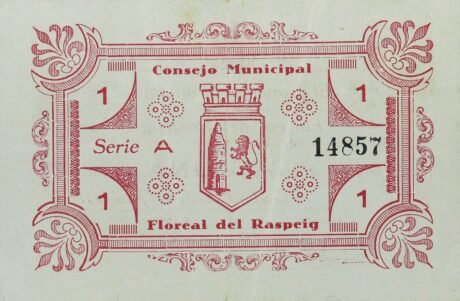 Consejo Municipal
1 1
Serie A 14857
1 1
Floreal del Raspeig